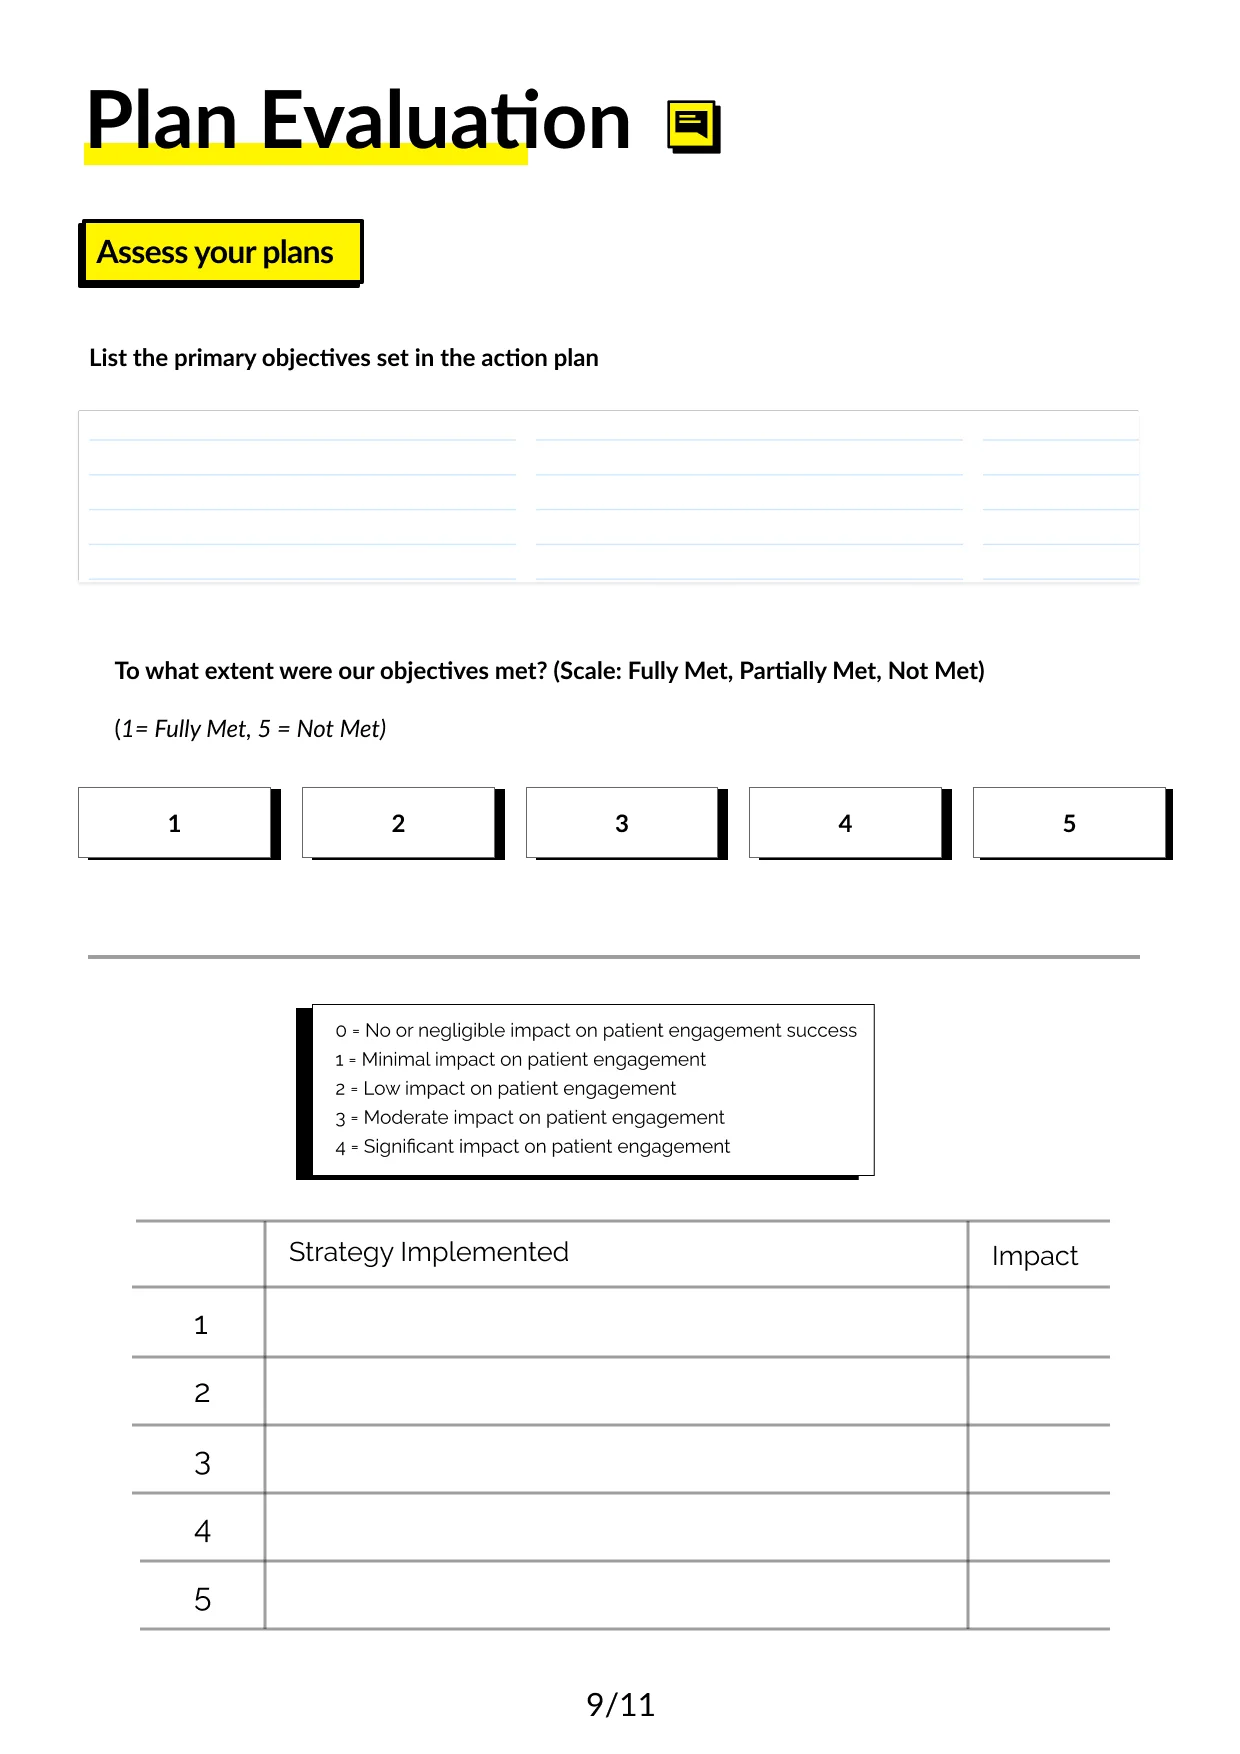 Plan Evaluation
Assess your plans
List the primary objectives set in the action plan
To what extent were our objectives met? (Scale: Fully Met, Partially Met, Not Met)
(1= Fully Met, 5 = Not Met)
1 2 3 4 5
0 = No or negligible impact on patient engagement success
1 = Minimal impact on patient engagement
2 = Low impact on patient engagement
3 = Moderate impact on patient engagement
4 = Significant impact on patient engagement
Strategy Implemented Impact
1
2
3
4
5
9/11